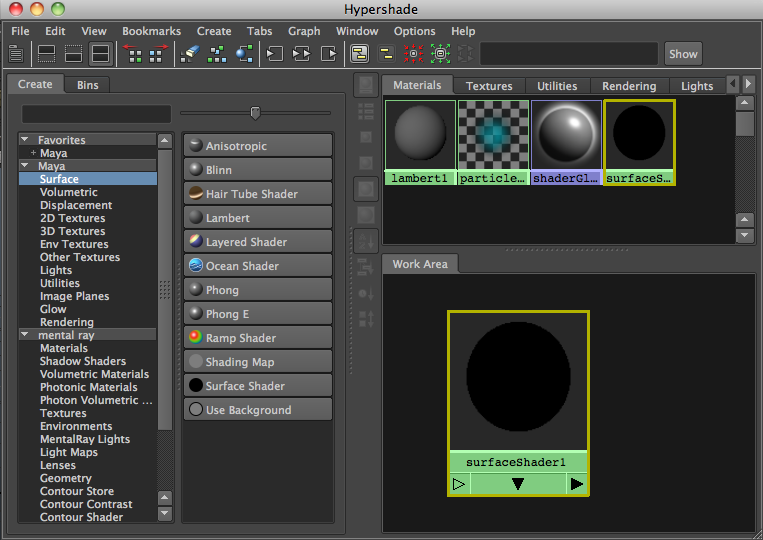 Hypershade
File Edit View Bookmarks Create Tabs Graph Window Options Help
Show
Create Bins
Favorites
+ Maya
Maya
Surface
Volumetric
Displacement
2D Textures
3D Textures
Env Textures
Other Textures
Lights
Utilities
Image Planes
Glow
Rendering
mental ray
Materials
Shadow Shaders
Volumetric Materials
Photonic Materials
Photon Volumetric ...
Textures
Environments
MentalRay Lights
Light Maps
Lenses
Geometry
Contour Store
Contour Contrast
Contour Shader
Anisotropic
Blinn
Hair Tube Shader
Lambert
Layered Shader
Ocean Shader
Phong
Phong E
Ramp Shader
Shading Map
Surface Shader
Use Background
Materials Textures Utilities Rendering Lights
lambert1 particle... shaderGl... surfaceS...
Work Area
surfaceShader1